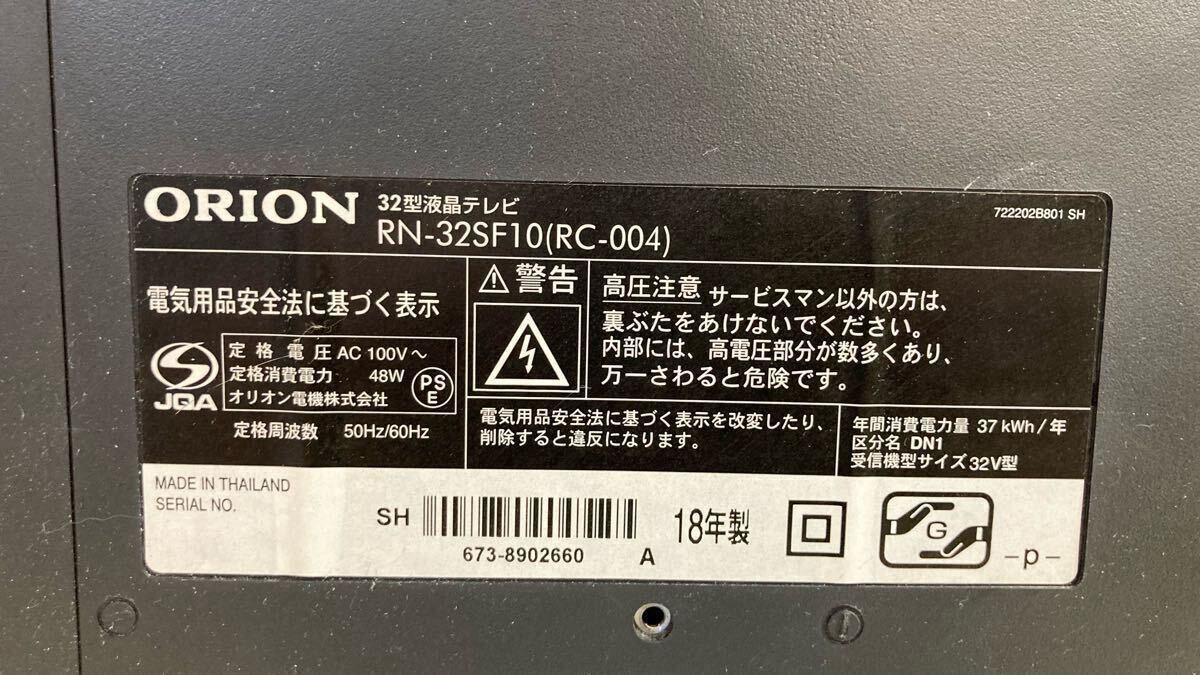 ORION 32型液晶テレビ
RN-32SF10(RC-004)
722202B801 SH
電気用品安全法に基づく表示
JQA
定格電圧 AC 100V～
定格消費電力 48W
オリオン電機株式会社
PSE
定格周波数 50Hz/60Hz
警告
高圧注意 サービスマン以外の方は、
裏ぶたをあけないでください。
内部には、高電圧部分が数多くあり、
万一さわると危険です。
電気用品安全法に基づく表示を改変したり、
削除すると違反になります。
年間消費電力量 37 kWh/年
区分名 DN1
受信機型サイズ 32V型
MADE IN THAILAND
SERIAL NO.
SH
673-8902660 A
18年製
G
-p-